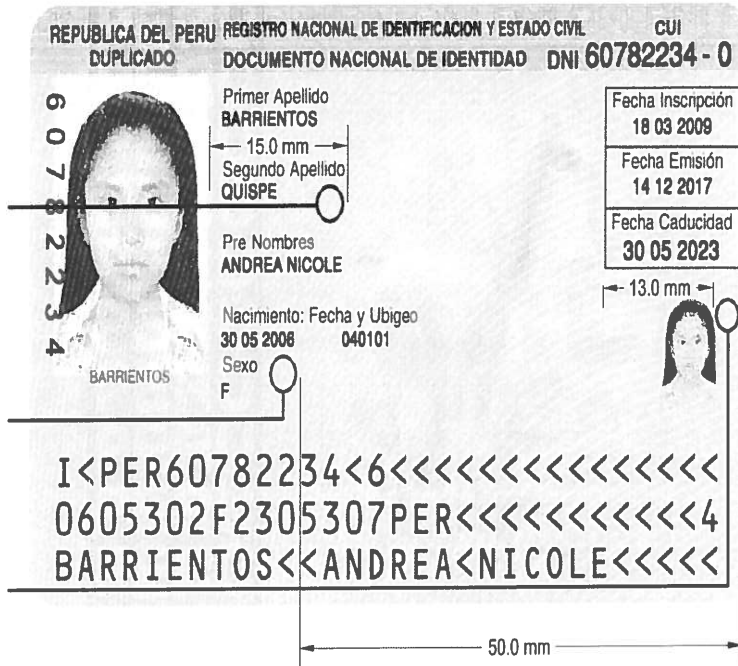 REPUBLICA DEL PERU
DUPLICADO
REGISTRO NACIONAL DE IDENTIFICACION Y ESTADO CIVIL
DOCUMENTO NACIONAL DE IDENTIDAD
CUI
DNI 60782234 - 0
60782234
BARRIENTOS
Primer Apellido
BARRIENTOS
15.0 mm
Segundo Apellido
QUISPE
Pre Nombres
ANDREA NICOLE
Nacimiento: Fecha y Ubigeo
30 05 2006 040101
Sexo
F
Fecha Inscripción
18 03 2009
Fecha Emisión
14 12 2017
Fecha Caducidad
30 05 2023
13.0 mm
I<PER60782234<6<<<<<<<<<<<<<<<
0605302F2305307PER<<<<<<<<<<<4
BARRIENTOS<<ANDREA<NICOLE<<<<<
50.0 mm